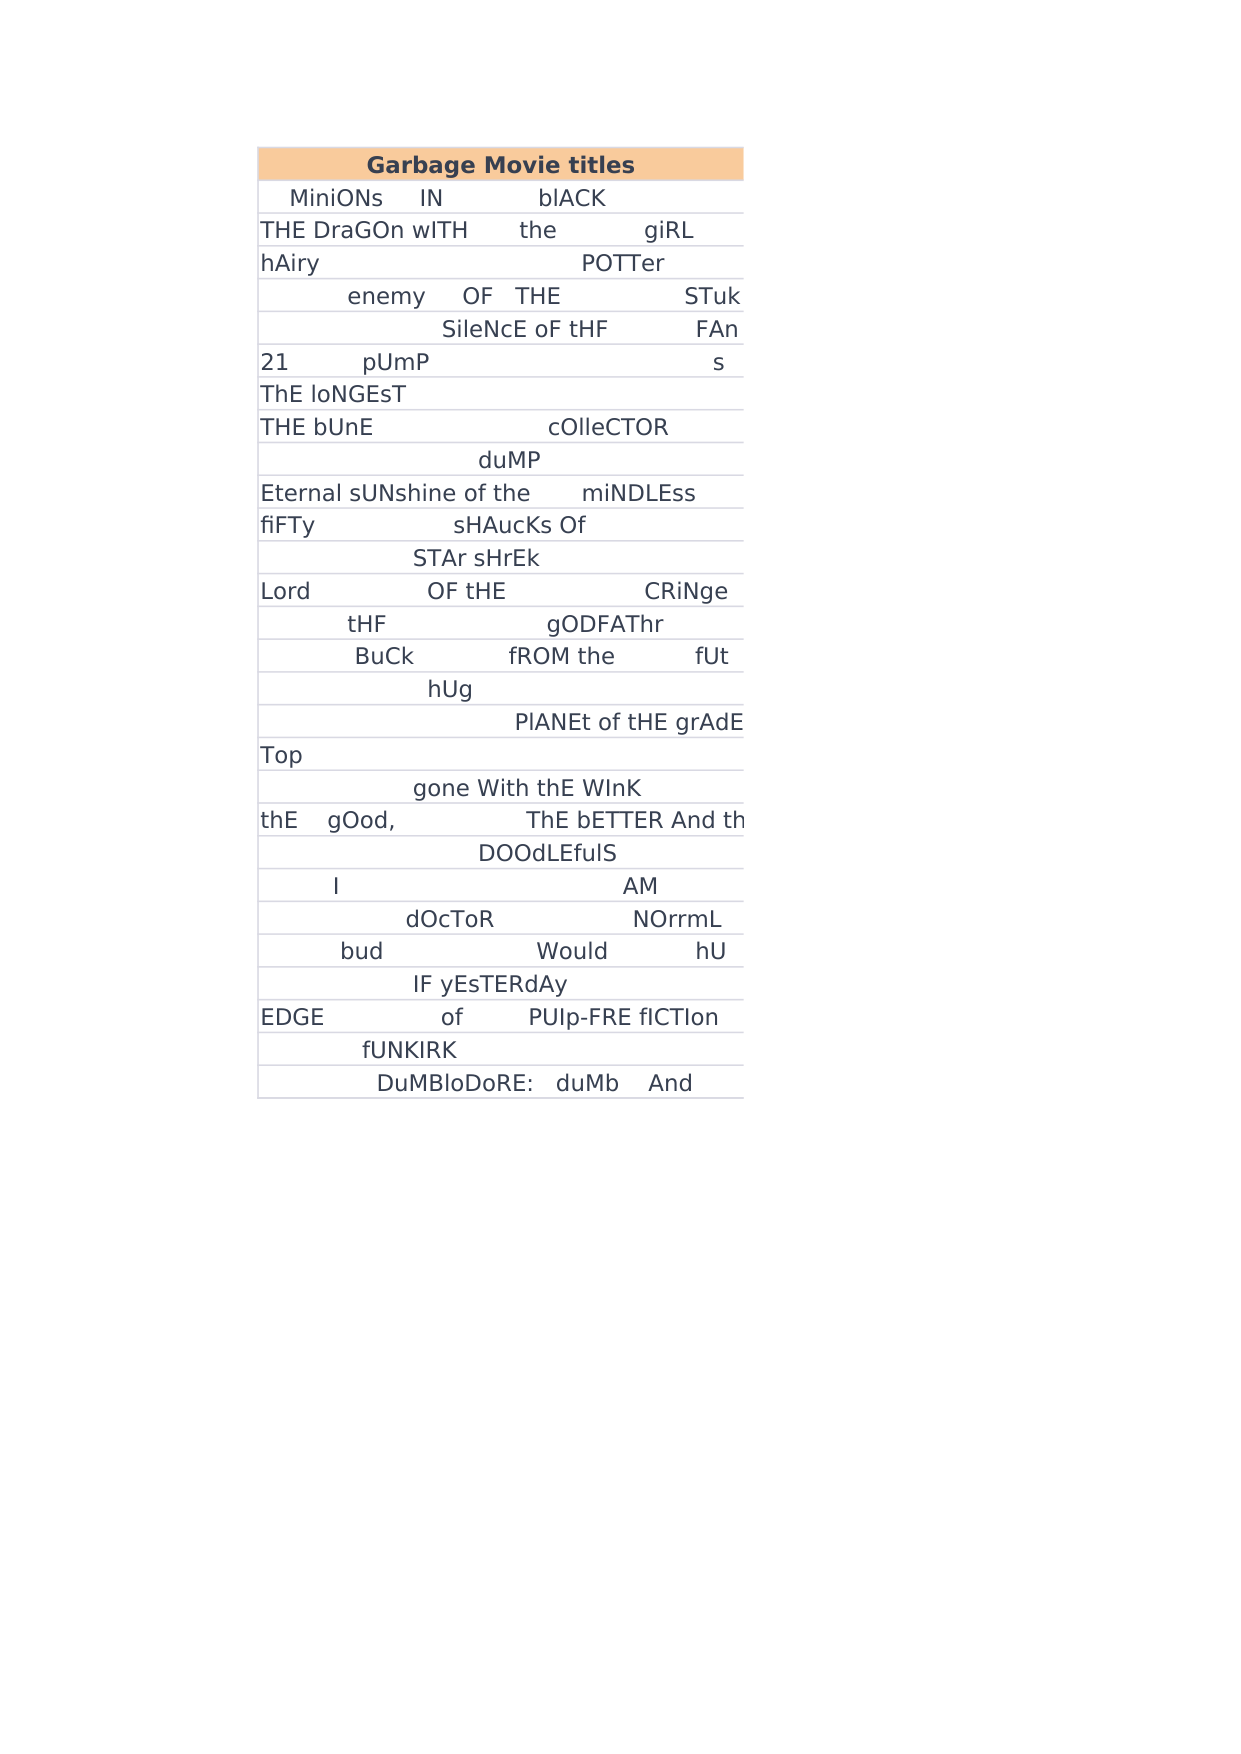 Garbage Movie titles
MiniONs IN blACK
THE DraGOn wITH the giRL
hAiry POTTer
enemy OF THE STuk
SileNcE oF tHF FAn
21 pUmP s
ThE loNGEsT
THE bUnE cOlleCTOR
duMP
Eternal sUNshine of the miNDLEss
fiFTy sHAucKs Of
STAr sHrEk
Lord OF tHE CRiNge
tHF gODFAThr
BuCk fROM the fUt
hUg
PlANEt of tHE grAdE
Top
gone With thE WInK
thE gOod, ThE bETTER And th
DOOdLEfulS
I AM
dOcToR NOrrmL
bud Would hU
IF yEsTERdAy
EDGE of PUlp-FRE fICTIon
fUNKIRK
DuMBloDoRE: duMb And